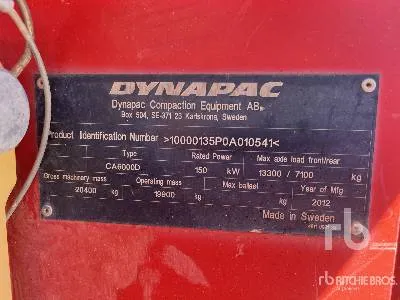 DYNAPAC
Dynapac Compaction Equipment AB
Box 504, SE-371 23 Karlskrona, Sweden
Product Identification Number >10000135P0A010541<
Type Rated Power Max axle load front/rear
CA6000D 150 kW 13300 / 7100 kg
Gross machinery mass Operating mass Max ballast Year of Mfg
20400 kg 19900 kg kg 2012
Made in Sweden
rb
RITCHIE BROS.